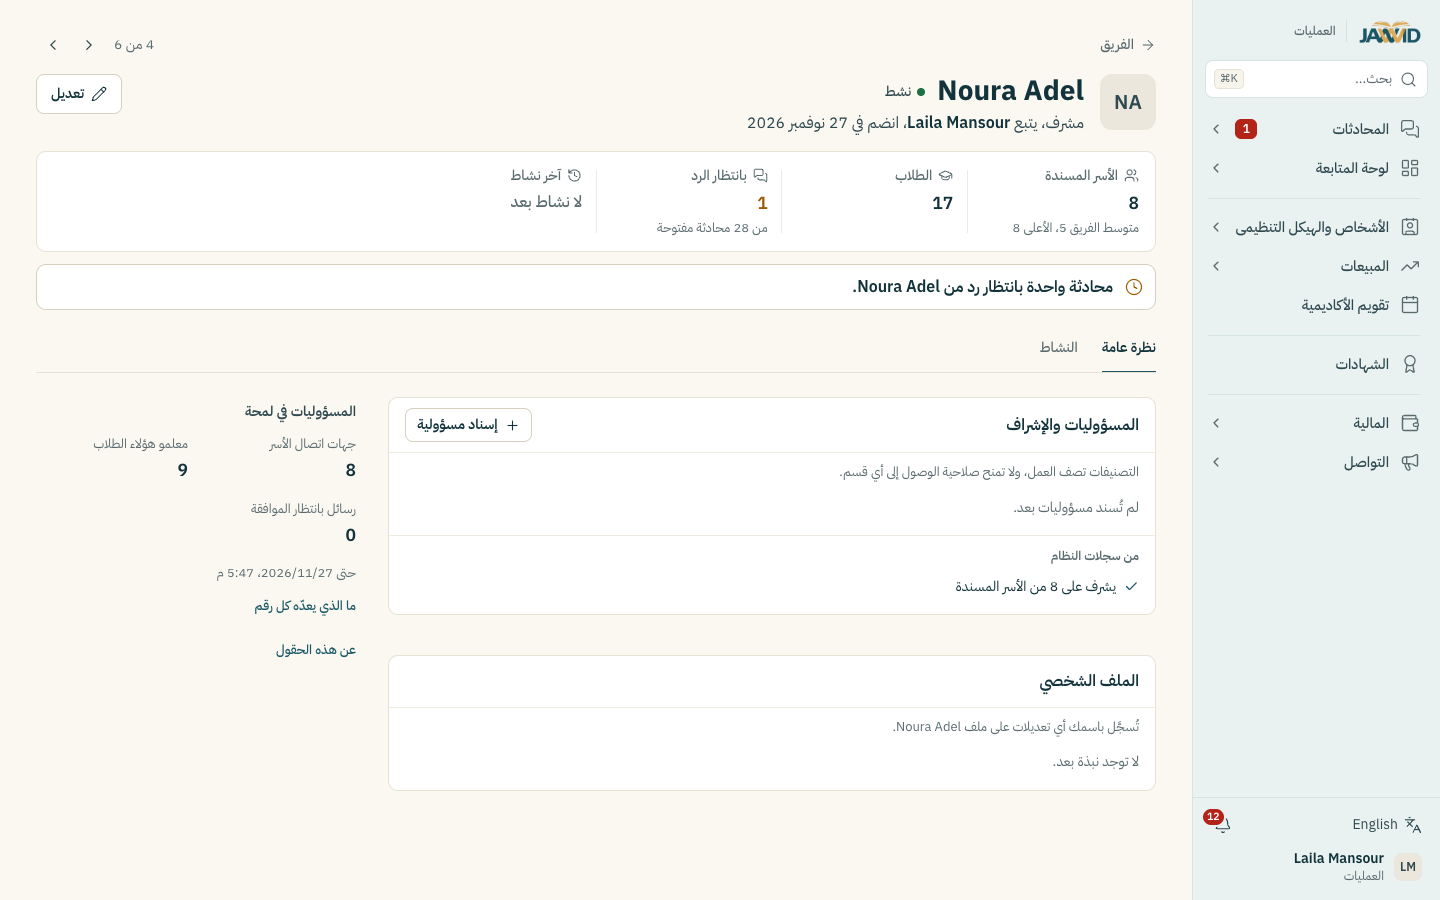 JAWWID
العمليات
بحث...
⌘K
المحادثات
1
لوحة المتابعة
الأشخاص والهيكل التنظيمي
المبيعات
تقويم الأكاديمية
الشهادات
المالية
التواصل
English
12
LM
Laila Mansour
العمليات
الفريق
4 من 6
NA
Noura Adel
نشط
مشرف، يتبع Laila Mansour، انضم في 27 نوفمبر 2026
تعديل
الأسر المسندة
8
متوسط الفريق 5، الأعلى 8
الطلاب
17
بانتظار الرد
1
من 28 محادثة مفتوحة
آخر نشاط
لا نشاط بعد
محادثة واحدة بانتظار رد من Noura Adel.
نظرة عامة
النشاط
المسؤوليات والإشراف
إسناد مسؤولية
التصنيفات تصف العمل، ولا تمنح صلاحية الوصول إلى أي قسم.
لم تُسند مسؤوليات بعد.
من سجلات النظام
يشرف على 8 من الأسر المسندة
الملف الشخصي
تُسجَّل باسمك أي تعديلات على ملف Noura Adel.
لا توجد نبذة بعد.
المسؤوليات في لمحة
جهات اتصال الأسر
8
معلمو هؤلاء الطلاب
9
رسائل بانتظار الموافقة
0
حتى 2026/11/27، 5:47 م
ما الذي يعدّه كل رقم
عن هذه الحقول